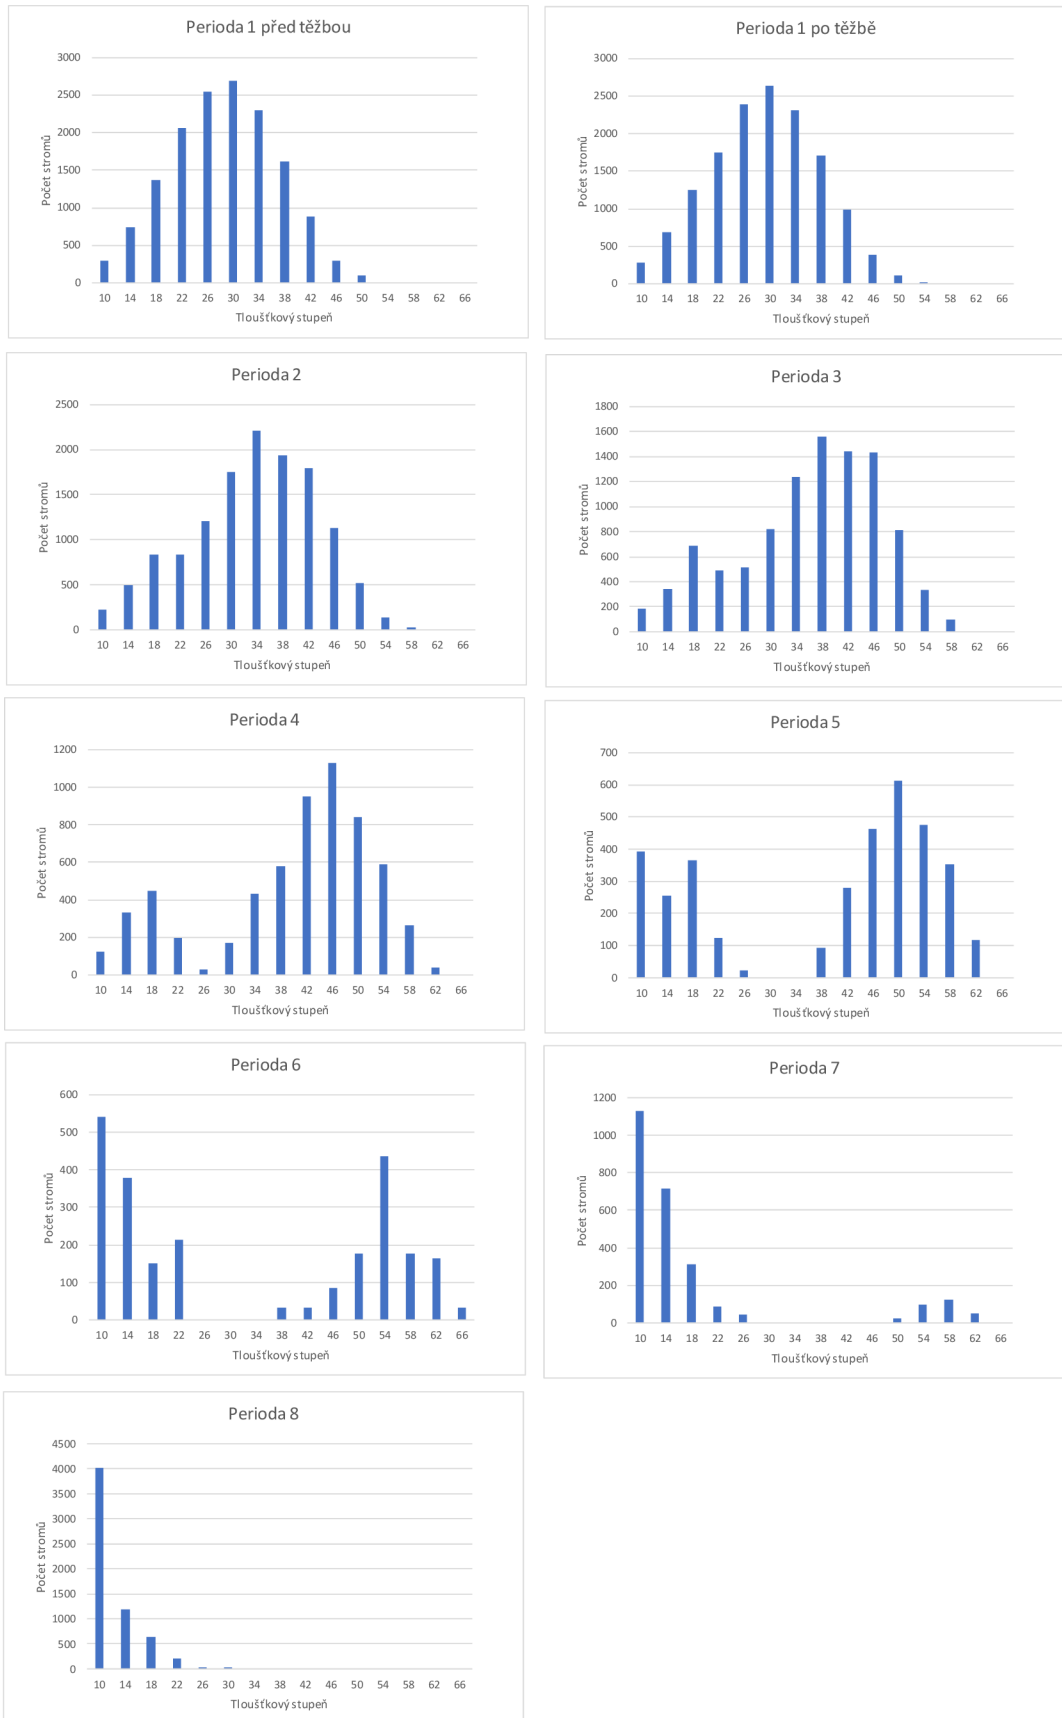 Perioda 1 před těžbou
3000
2500
2000
1500
1000
500
0
Počet stromů
10 14 18 22 26 30 34 38 42 46 50 54 58 62 66
Tloušťkový stupeň
Perioda 1 po těžbě
3000
2500
2000
1500
1000
500
0
Počet stromů
10 14 18 22 26 30 34 38 42 46 50 54 58 62 66
Tloušťkový stupeň
Perioda 2
2500
2000
1500
1000
500
0
Počet stromů
10 14 18 22 26 30 34 38 42 46 50 54 58 62 66
Tloušťkový stupeň
Perioda 3
1800
1600
1400
1200
1000
800
600
400
200
0
Počet stromů
10 14 18 22 26 30 34 38 42 46 50 54 58 62 66
Tloušťkový stupeň
Perioda 4
1200
1000
800
600
400
200
0
Počet stromů
10 14 18 22 26 30 34 38 42 46 50 54 58 62 66
Tloušťkový stupeň
Perioda 5
700
600
500
400
300
200
100
0
Počet stromů
10 14 18 22 26 30 34 38 42 46 50 54 58 62 66
Tloušťkový stupeň
Perioda 6
600
500
400
300
200
100
0
Počet stromů
10 14 18 22 26 30 34 38 42 46 50 54 58 62 66
Tloušťkový stupeň
Perioda 7
1200
1000
800
600
400
200
0
Počet stromů
10 14 18 22 26 30 34 38 42 46 50 54 58 62 66
Tloušťkový stupeň
Perioda 8
4500
4000
3500
3000
2500
2000
1500
1000
500
0
Počet stromů
10 14 18 22 26 30 34 38 42 46 50 54 58 62 66
Tloušťkový stupeň